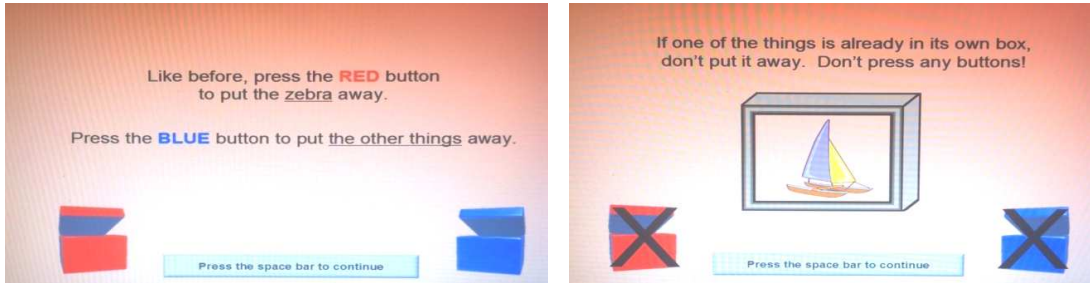 Like before, press the RED button
to put the zebra away.
Press the BLUE button to put the other things away.
Press the space bar to continue
If one of the things is already in its own box,
don't put it away.  Don't press any buttons!
Press the space bar to continue